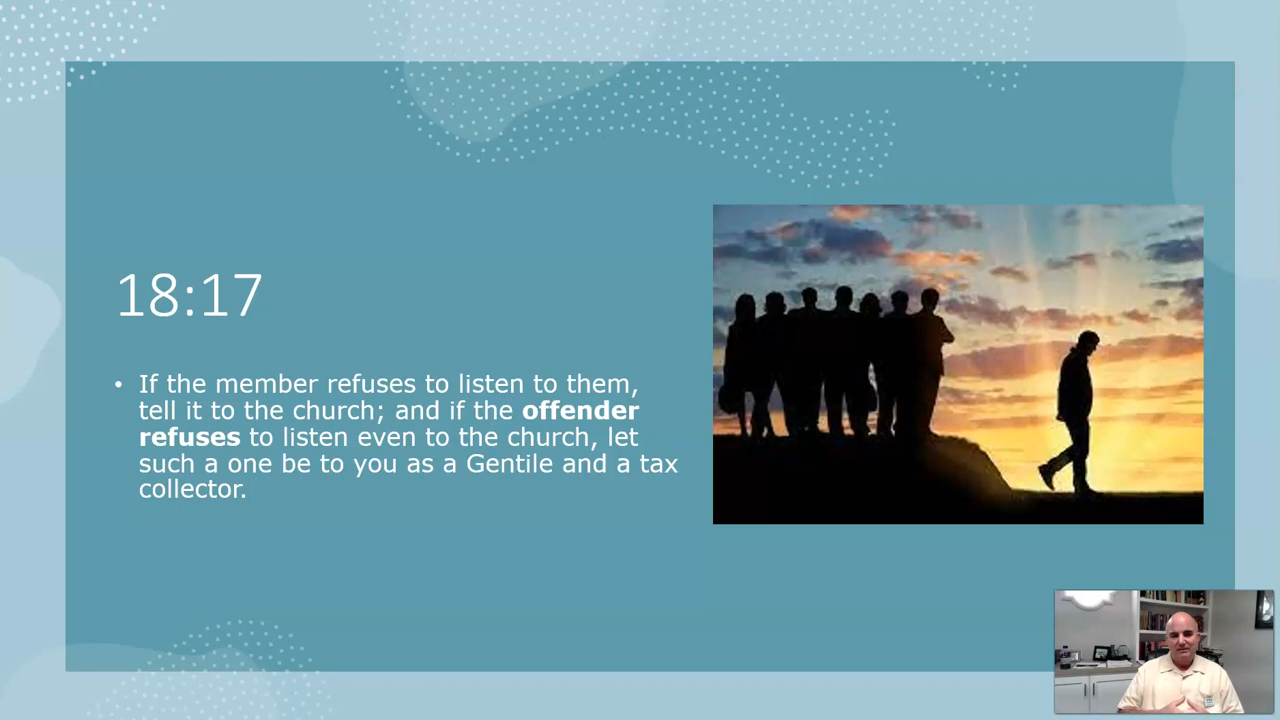 18:17
• If the member refuses to listen to them,
tell it to the church; and if the offender
refuses to listen even to the church, let
such a one be to you as a Gentile and a tax
collector.